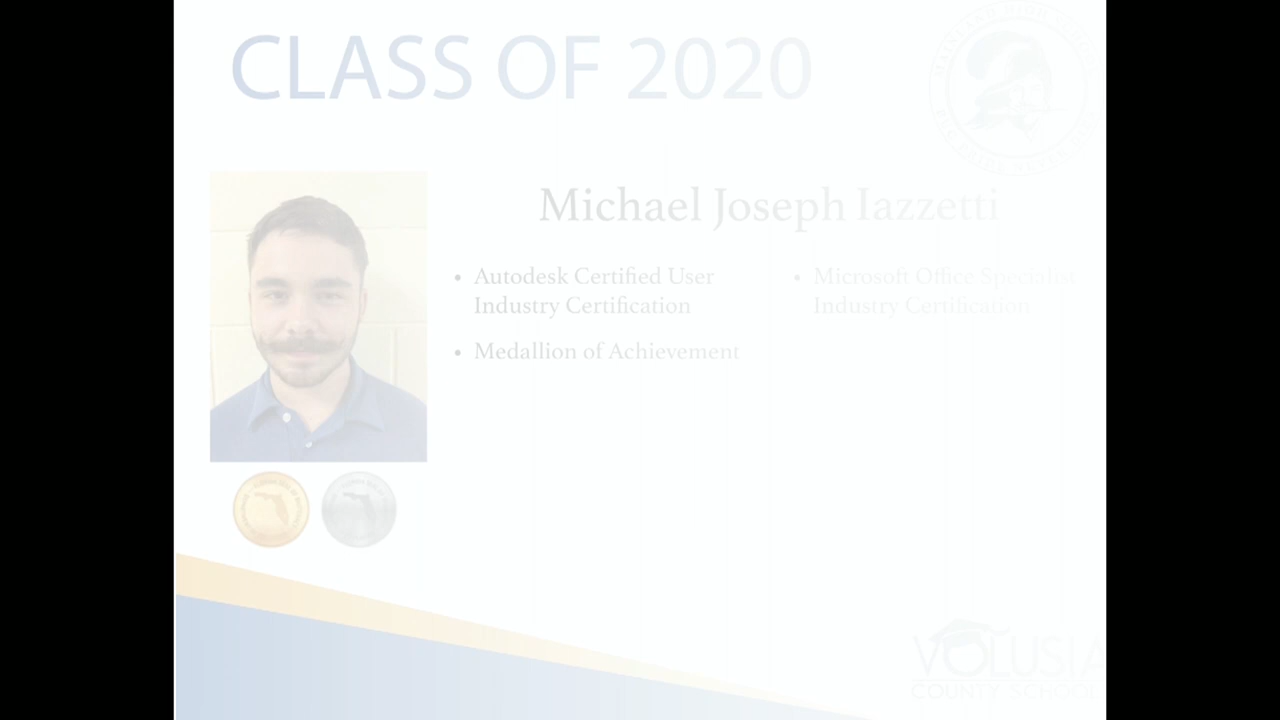 CLASS OF 2020
Michael Joseph Iazzetti
• Autodesk Certified User
Industry Certification
• Medallion of Achievement
• Microsoft Office Specialist
Industry Certification
VOLUSIA
COUNTY SCHOOL